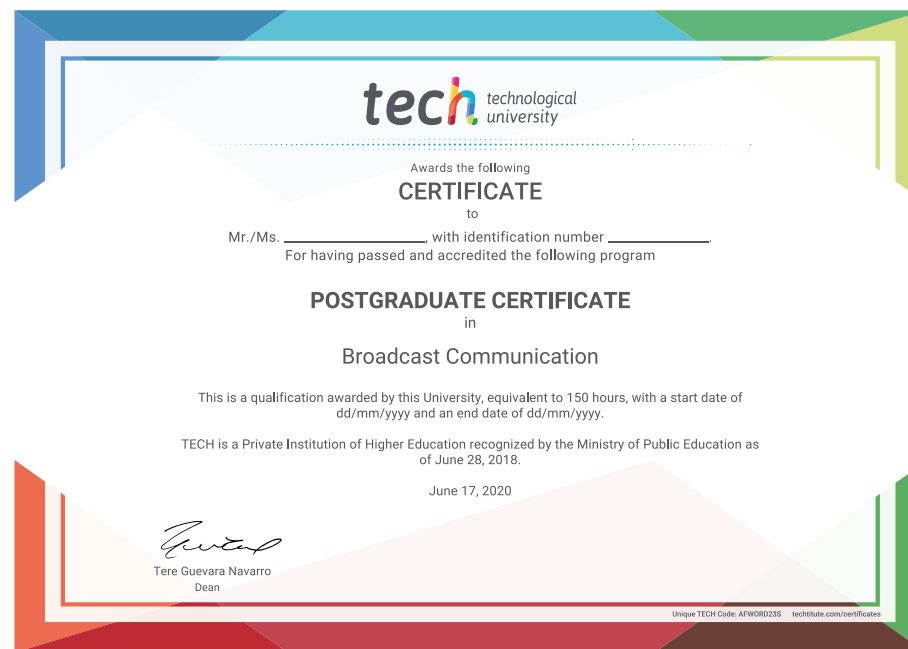 tech technological
university
Awards the following
CERTIFICATE
to
Mr./Ms. ____________________, with identification number ______________.
For having passed and accredited the following program
POSTGRADUATE CERTIFICATE
in
Broadcast Communication
This is a qualification awarded by this University, equivalent to 150 hours, with a start date of
dd/mm/yyyy and an end date of dd/mm/yyyy.
TECH is a Private Institution of Higher Education recognized by the Ministry of Public Education as
of June 28, 2018.
June 17, 2020
Tere Guevara Navarro
Dean
Unique TECH Code: AFWORD23S techtitute.com/certificates